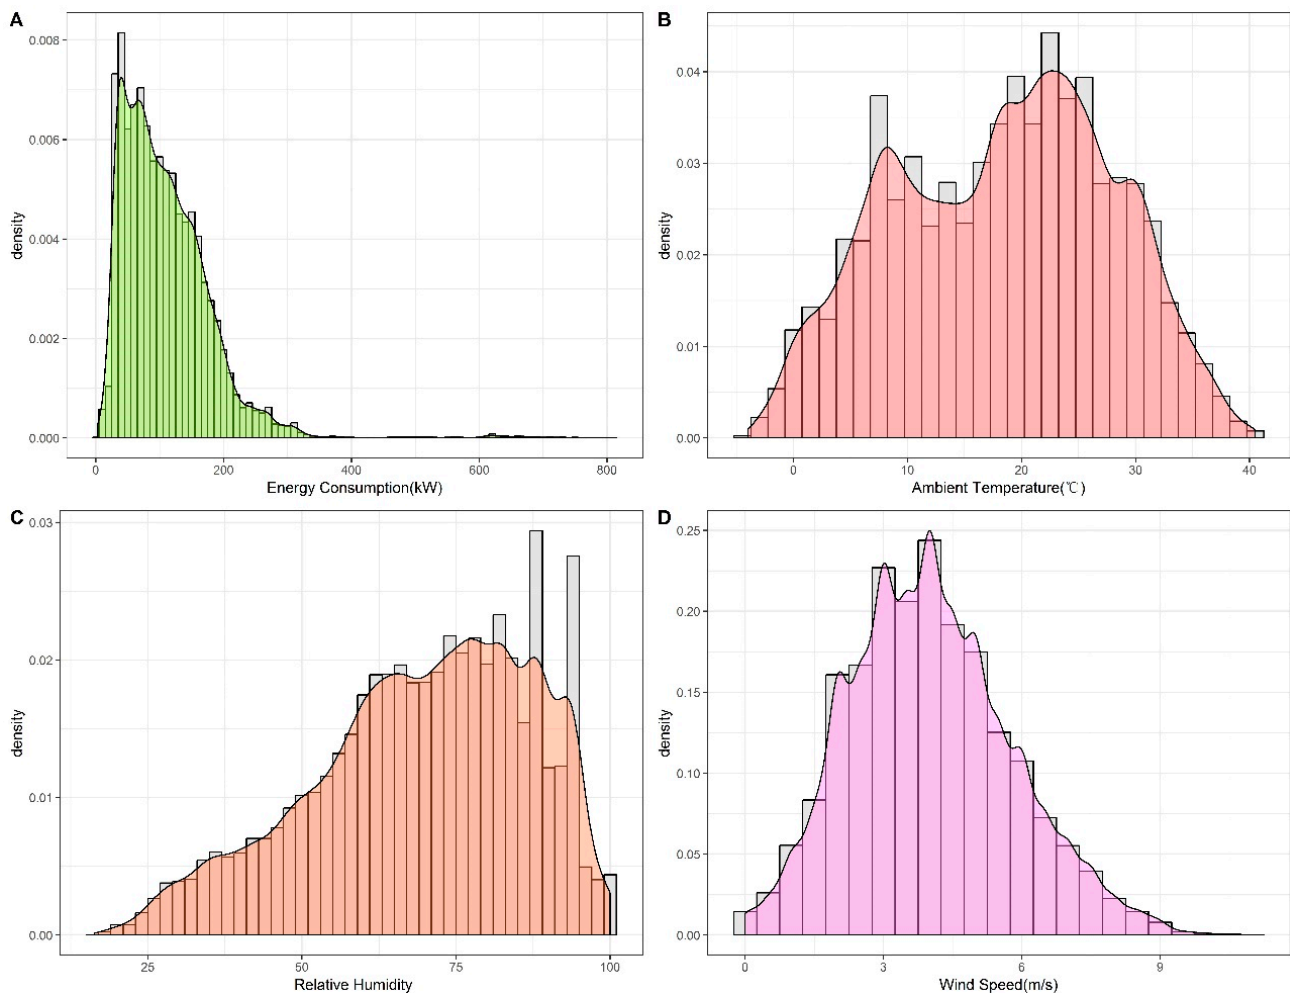 A
0.008
0.006
0.004
0.002
0.000
density
0 200 400 600 800
Energy Consumption(kW)
B
0.04
0.03
0.02
0.01
0.00
density
0 10 20 30 40
Ambient Temperature(℃)
C
0.03
0.02
0.01
0.00
density
25 50 75 100
Relative Humidity
D
0.25
0.20
0.15
0.10
0.05
0.00
density
0 3 6 9
Wind Speed(m/s)